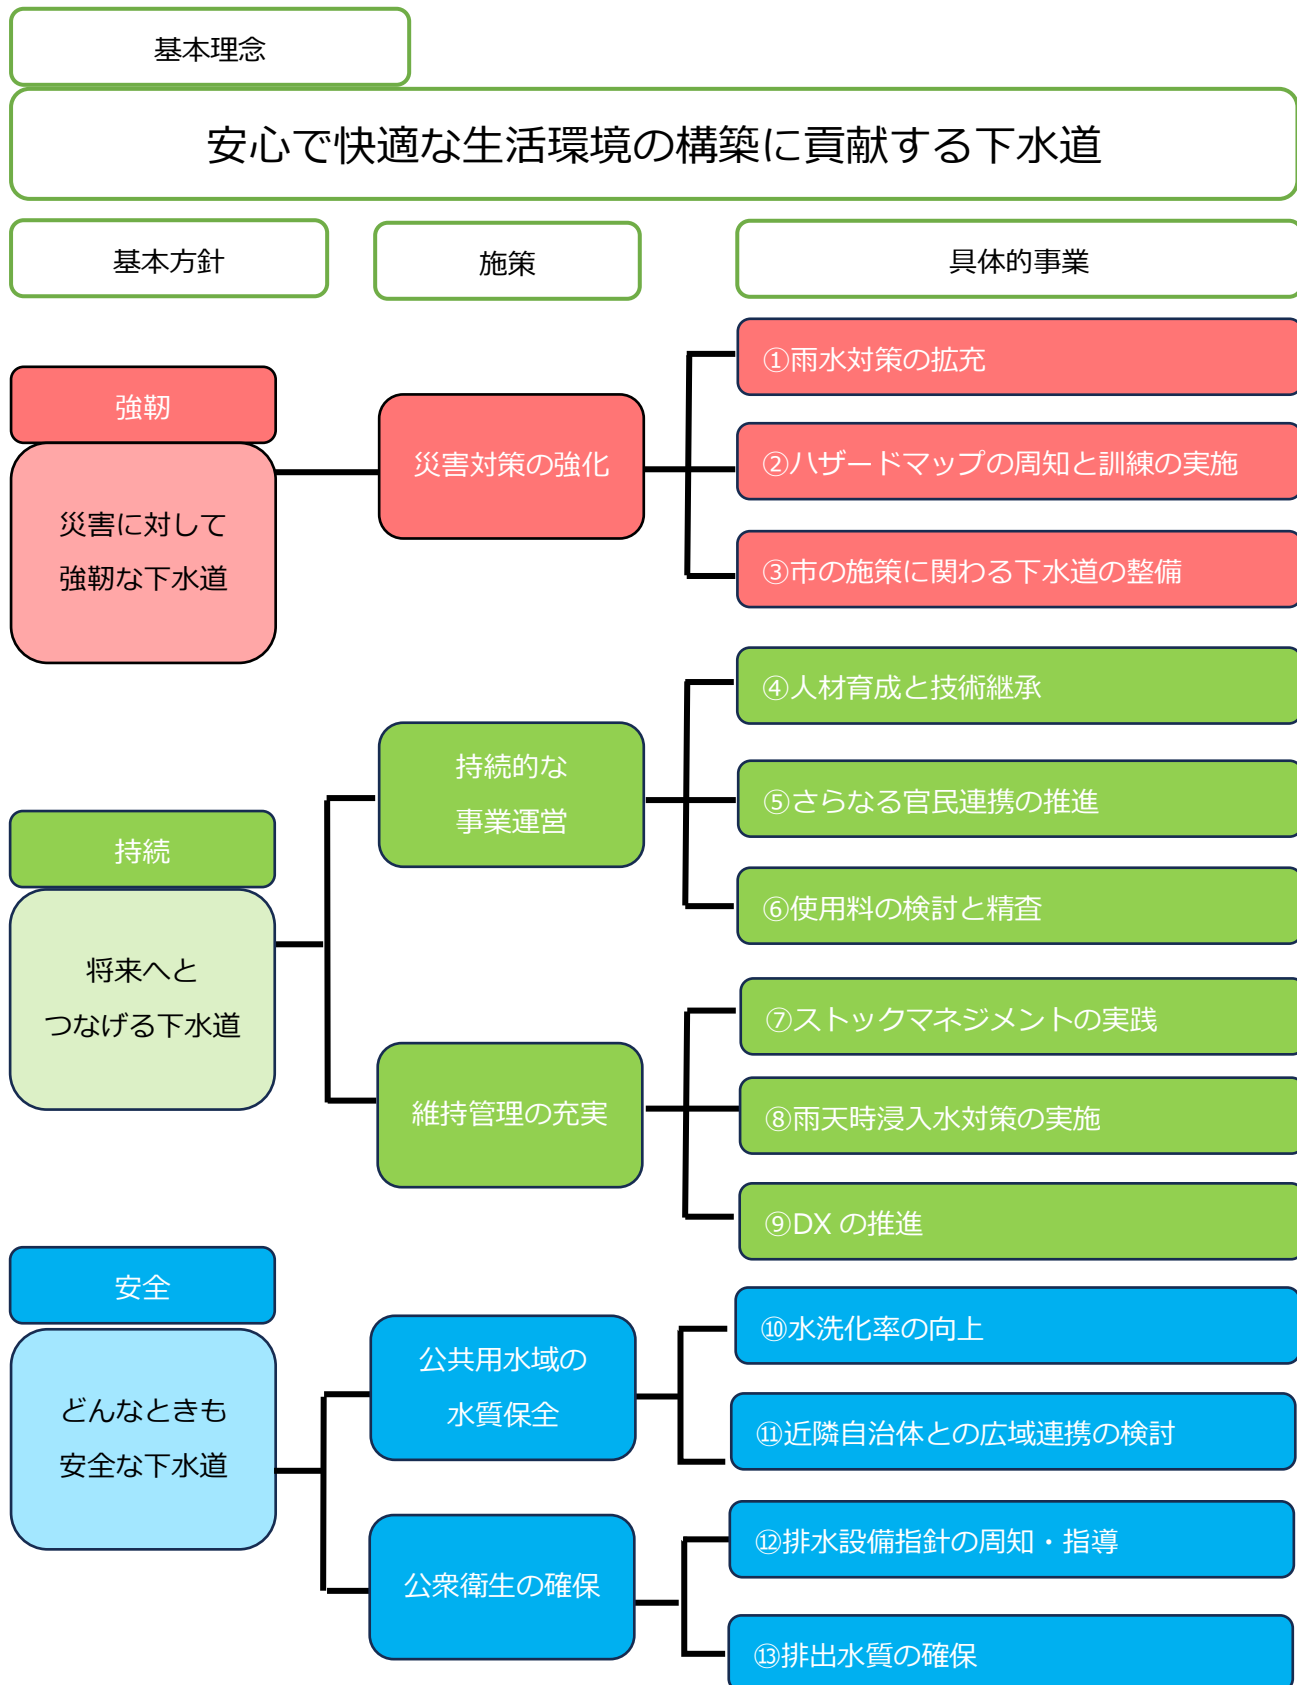 基本理念
安心で快適な生活環境の構築に貢献する下水道
基本方針
施策
具体的事業
強靭
災害に対して
強靭な下水道
災害対策の強化
①雨水対策の拡充
②ハザードマップの周知と訓練の実施
③市の施策に関わる下水道の整備
持続
将来へと
つなげる下水道
持続的な
事業運営
④人材育成と技術継承
⑤さらなる官民連携の推進
⑥使用料の検討と精査
維持管理の充実
⑦ストックマネジメントの実践
⑧雨天時浸入水対策の実施
⑨DX の推進
安全
どんなときも
安全な下水道
公共用水域の
水質保全
⑩水洗化率の向上
⑪近隣自治体との広域連携の検討
公衆衛生の確保
⑫排水設備指針の周知・指導
⑬排出水質の確保